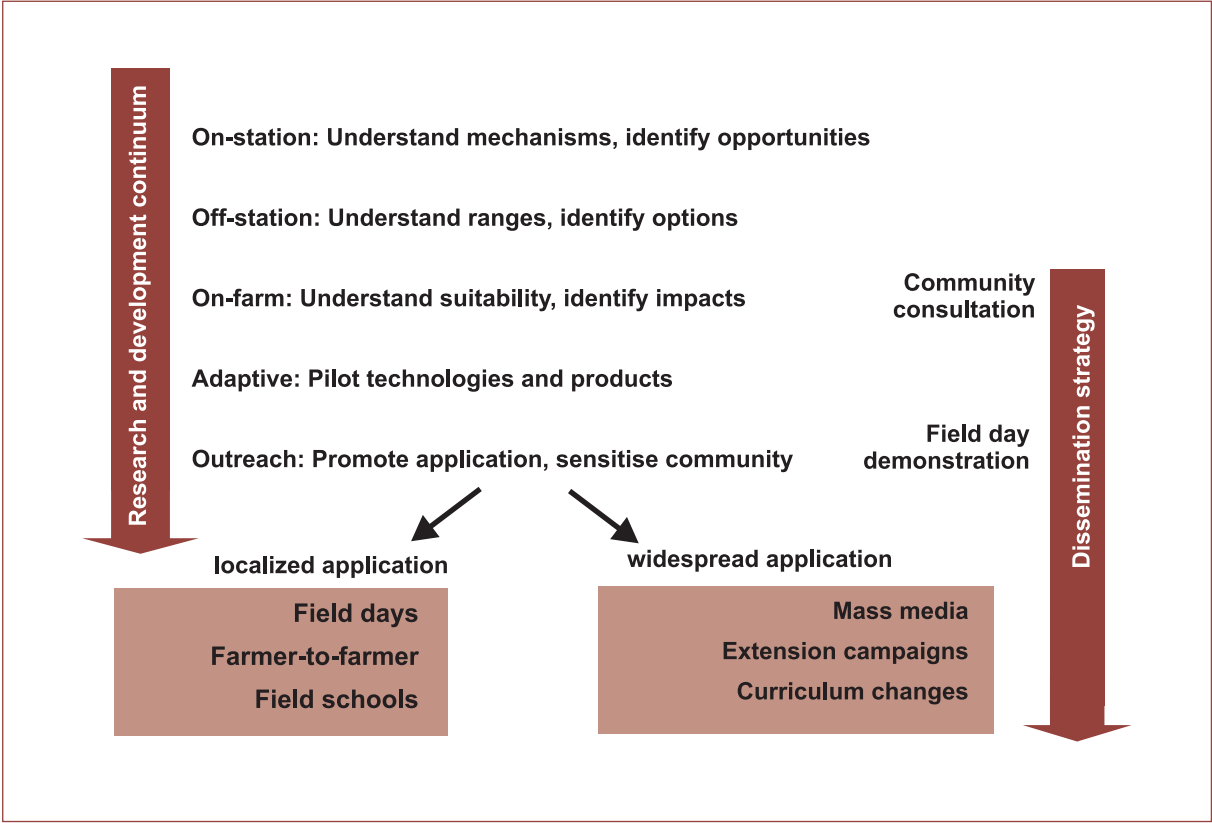 Research and development continuum
On-station: Understand mechanisms, identify opportunities
Off-station: Understand ranges, identify options
On-farm: Understand suitability, identify impacts
Community
consultation
Adaptive: Pilot technologies and products
Outreach: Promote application, sensitise community
Field day
demonstration
Dissemination strategy
localized application
Field days
Farmer-to-farmer
Field schools
widespread application
Mass media
Extension campaigns
Curriculum changes